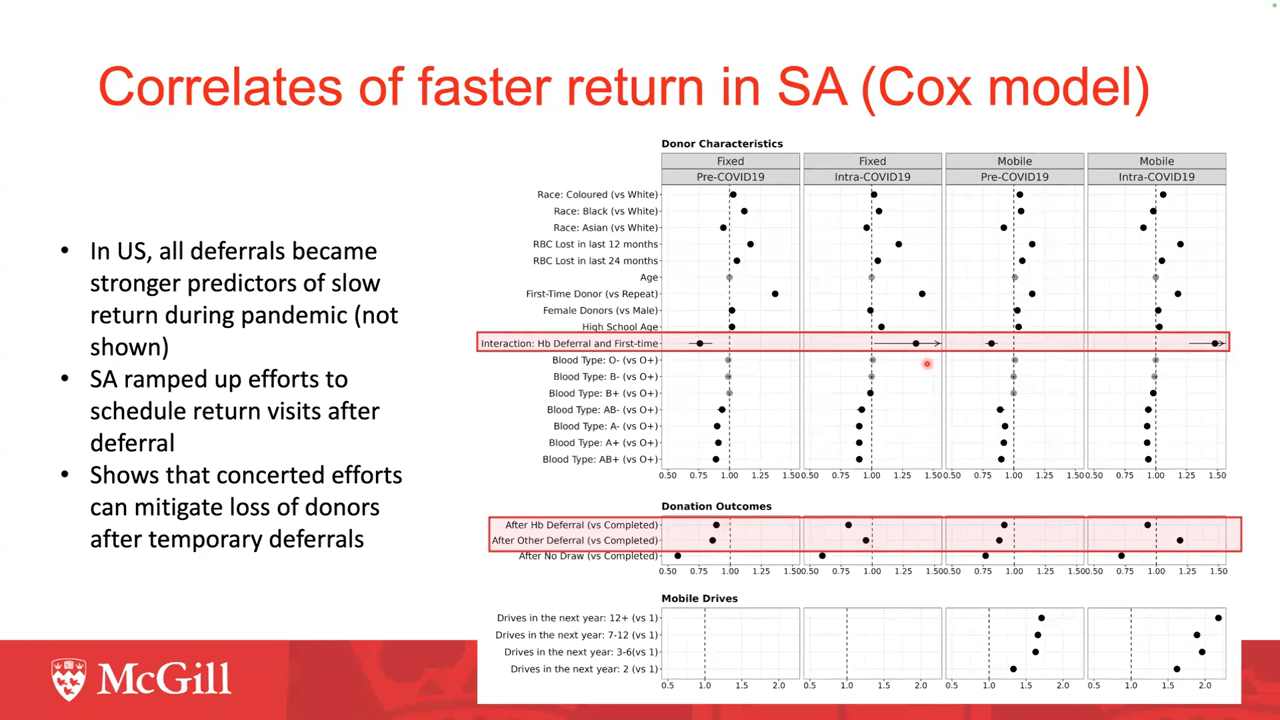 Correlates of faster return in SA (Cox model)
• In US, all deferrals became
stronger predictors of slow
return during pandemic (not
shown)
• SA ramped up efforts to
schedule return visits after
deferral
• Shows that concerted efforts
can mitigate loss of donors
after temporary deferrals
Donor Characteristics
Fixed Fixed Mobile Mobile
Pre-COVID19 Intra-COVID19 Pre-COVID19 Intra-COVID19
Race: Coloured (vs White)
Race: Black (vs White)
Race: Asian (vs White)
RBC Lost in last 12 months
RBC Lost in last 24 months
Age
First-Time Donor (vs Repeat)
Female Donors (vs Male)
High School Age
Interaction: Hb Deferral and First-time
Blood Type: O- (vs O+)
Blood Type: B- (vs O+)
Blood Type: B+ (vs O+)
Blood Type: AB- (vs O+)
Blood Type: A- (vs O+)
Blood Type: A+ (vs O+)
Blood Type: AB+ (vs O+)
0.50 0.75 1.00 1.25 1.50 0.50 0.75 1.00 1.25 1.50 0.50 0.75 1.00 1.25 1.50 0.50 0.75 1.00 1.25 1.50
Donation Outcomes
After Hb Deferral (vs Completed)
After Other Deferral (vs Completed)
After No Draw (vs Completed)
0.50 0.75 1.00 1.25 1.50 0.50 0.75 1.00 1.25 1.50 0.50 0.75 1.00 1.25 1.50 0.50 0.75 1.00 1.25 1.50
Mobile Drives
Drives in the next year: 12+ (vs 1)
Drives in the next year: 7-12 (vs 1)
Drives in the next year: 3-6(vs 1)
Drives in the next year: 2 (vs 1)
0.5 1.0 1.5 2.0 0.5 1.0 1.5 2.0 0.5 1.0 1.5 2.0 0.5 1.0 1.5 2.0
McGill